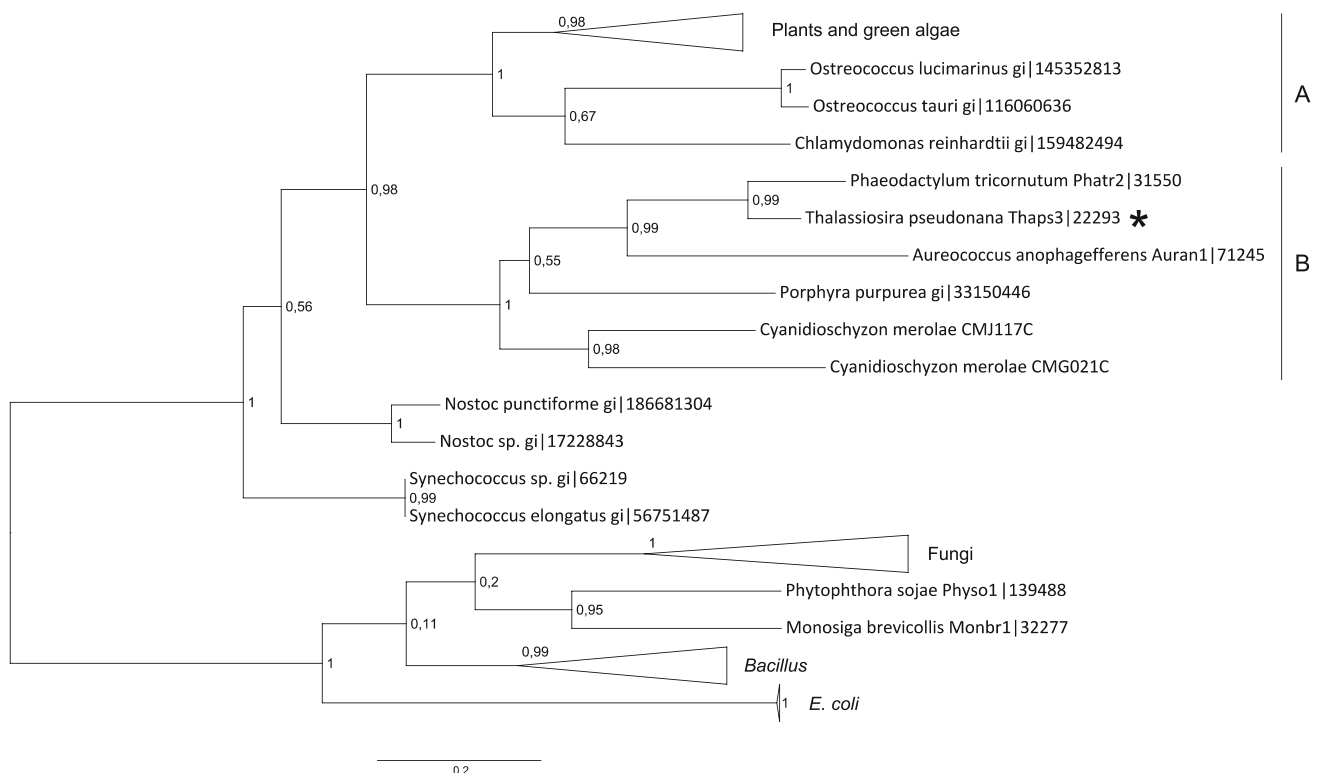 0,98
Plants and green algae
1
Ostreococcus lucimarinus gi|145352813
1
Ostreococcus tauri gi|116060636
A
0,67
Chlamydomonas reinhardtii gi|159482494
0,98
Phaeodactylum tricornutum Phatr2|31550
0,99
Thalassiosira pseudonana Thaps3|22293 *
0,99
Aureococcus anophagefferens Auran1|71245
B
0,55
Porphyra purpurea gi|33150446
1
Cyanidioschyzon merolae CMJ117C
0,98
Cyanidioschyzon merolae CMG021C
0,56
1
Nostoc punctiforme gi|186681304
1
Nostoc sp. gi|17228843
Synechococcus sp. gi|66219
0,99
Synechococcus elongatus gi|56751487
1
Fungi
0,2
Phytophthora sojae Physo1|139488
0,95
Monosiga brevicollis Monbr1|32277
0,11
0,99
Bacillus
1
1
E. coli
0.2